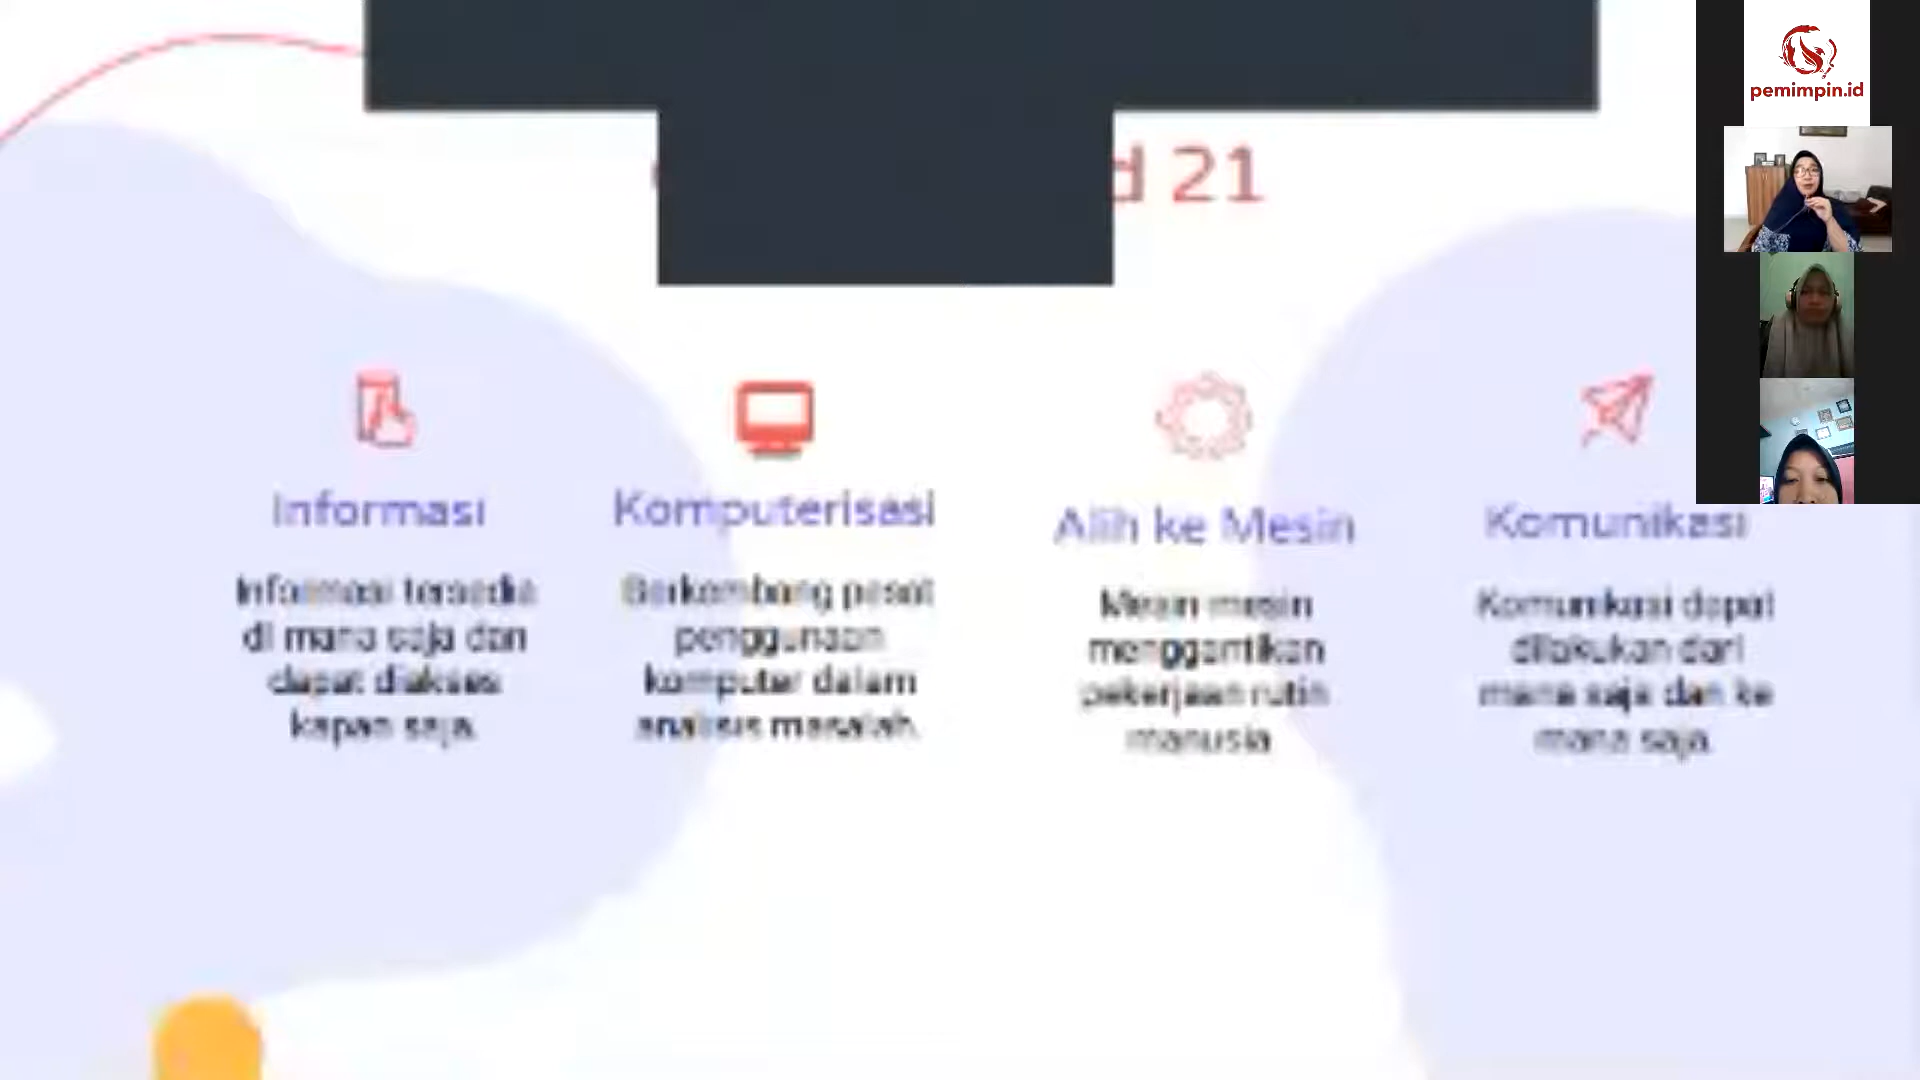 pemimpin.id
d 21
Informasi
Komputerisasi
Alih ke Mesin
Komunikasi
Informasi tersedia
di mana saja dan
dapat diakses
kapan saja.
Berkembang pesat
penggunaan
komputer dalam
analisis masalah.
Mesin mesin
menggantikan
pekerjaan rutin
manusia
Komunikasi dapat
dilakukan dari
mana saja dan ke
mana saja.